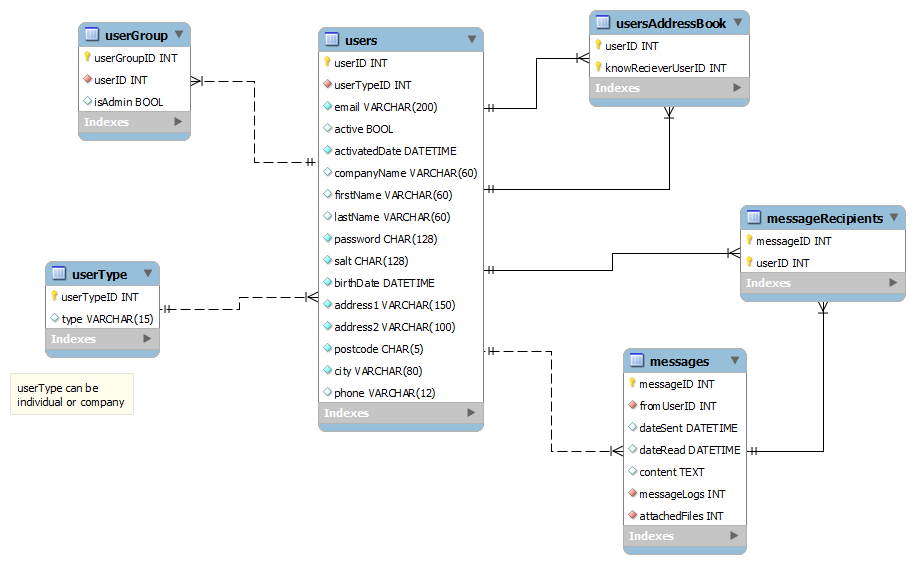 userGroup
userGroupID INT
userID INT
isAdmin BOOL
Indexes
users
userID INT
userTypeID INT
email VARCHAR(200)
active BOOL
activatedDate DATETIME
companyName VARCHAR(60)
firstName VARCHAR(60)
lastName VARCHAR(60)
password CHAR(128)
salt CHAR(128)
birthDate DATETIME
address1 VARCHAR(150)
address2 VARCHAR(100)
postcode CHAR(5)
city VARCHAR(80)
phone VARCHAR(12)
Indexes
usersAddressBook
userID INT
knowRecieverUserID INT
Indexes
userType
userTypeID INT
type VARCHAR(15)
Indexes
userType can be
individual or company
messageRecipients
messageID INT
userID INT
Indexes
messages
messageID INT
fromUserID INT
dateSent DATETIME
dateRead DATETIME
content TEXT
messageLogs INT
attachedFiles INT
Indexes